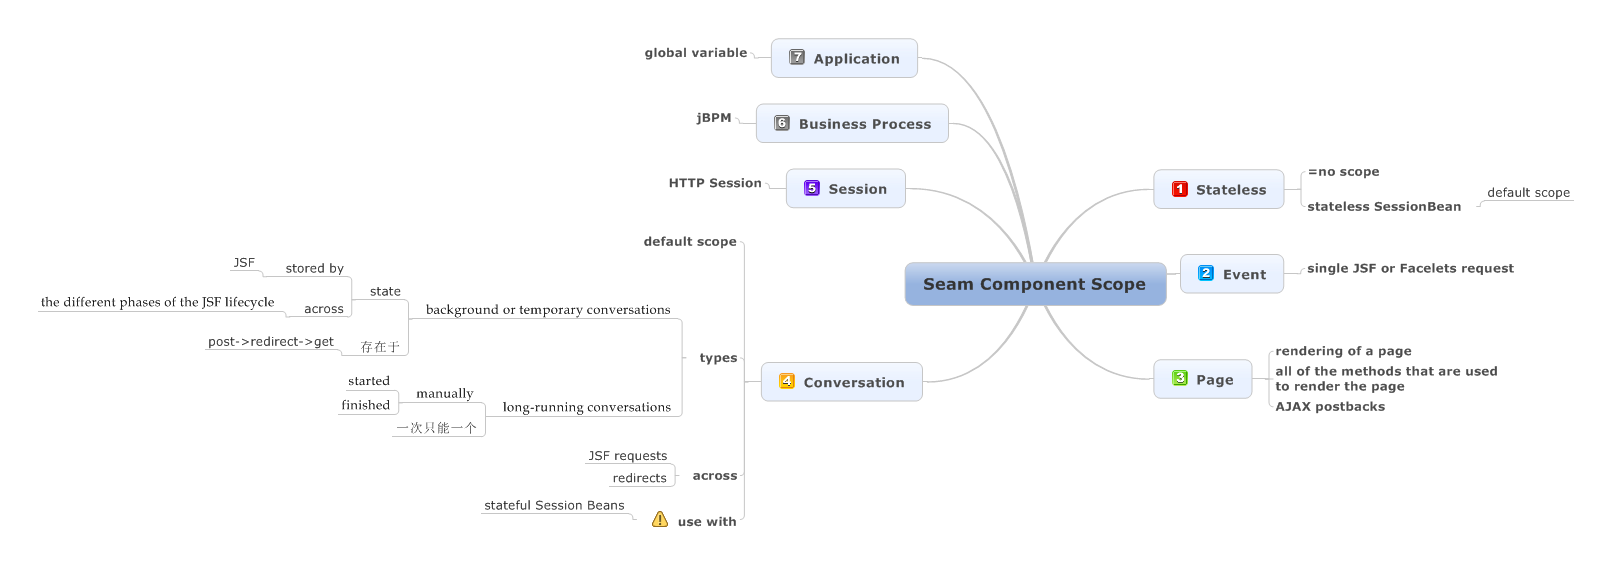 Seam Component Scope
1 Stateless
=no scope
stateless SessionBean
default scope
2 Event
single JSF or Facelets request
3 Page
rendering of a page
all of the methods that are used
to render the page
AJAX postbacks
4 Conversation
default scope
types
background or temporary conversations
state
stored by
JSF
across
the different phases of the JSF lifecycle
存在于
post->redirect->get
long-running conversations
manually
started
finished
一次只能一个
across
JSF requests
redirects
use with
stateful Session Beans
5 Session
HTTP Session
6 Business Process
jBPM
7 Application
global variable